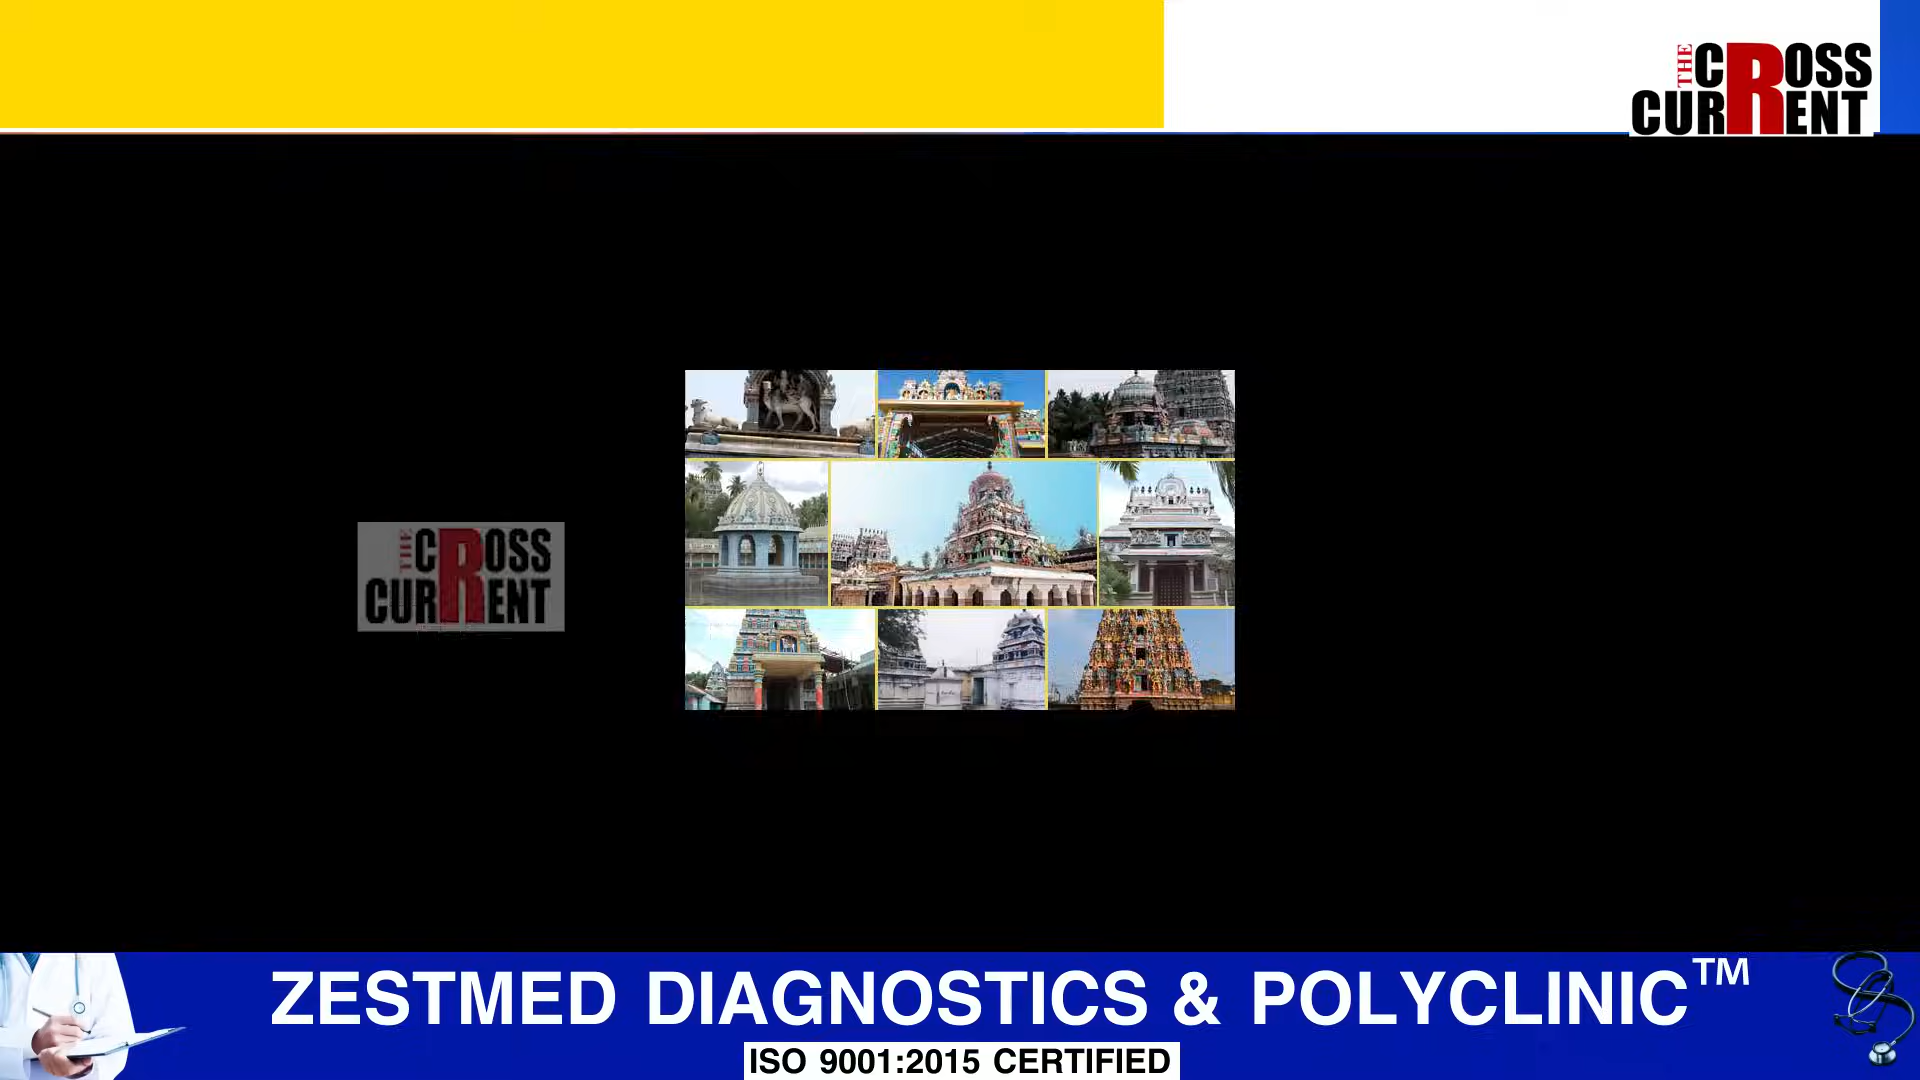 THE CROSS
CURRENT
THE CROSS
CURRENT
ZESTMED DIAGNOSTICS & POLYCLINIC™
ISO 9001:2015 CERTIFIED